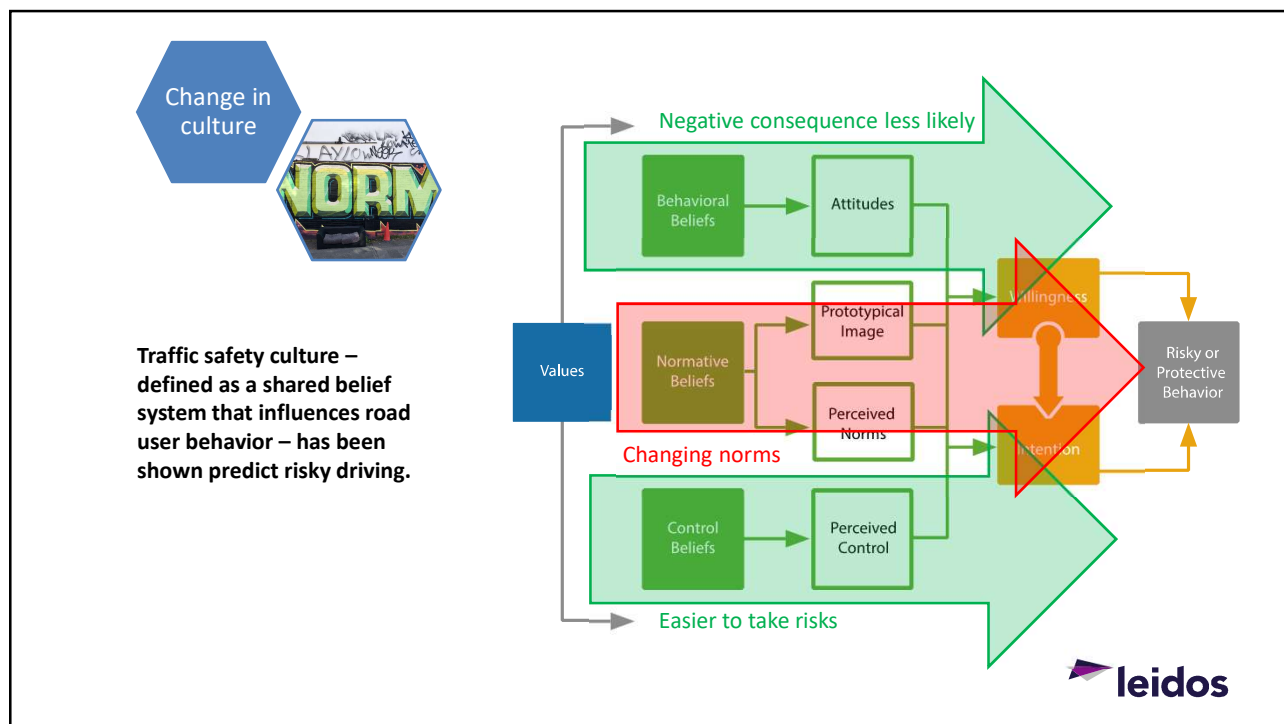 Change in
culture
NORM
Traffic safety culture –
defined as a shared belief
system that influences road
user behavior – has been
shown predict risky driving.
Negative consequence less likely
Behavioral
Beliefs
Attitudes
Willingness
Prototypical
Image
Values
Normative
Beliefs
Risky or
Protective
Behavior
Perceived
Norms
Changing norms
Intention
Control
Beliefs
Perceived
Control
Easier to take risks
leidos